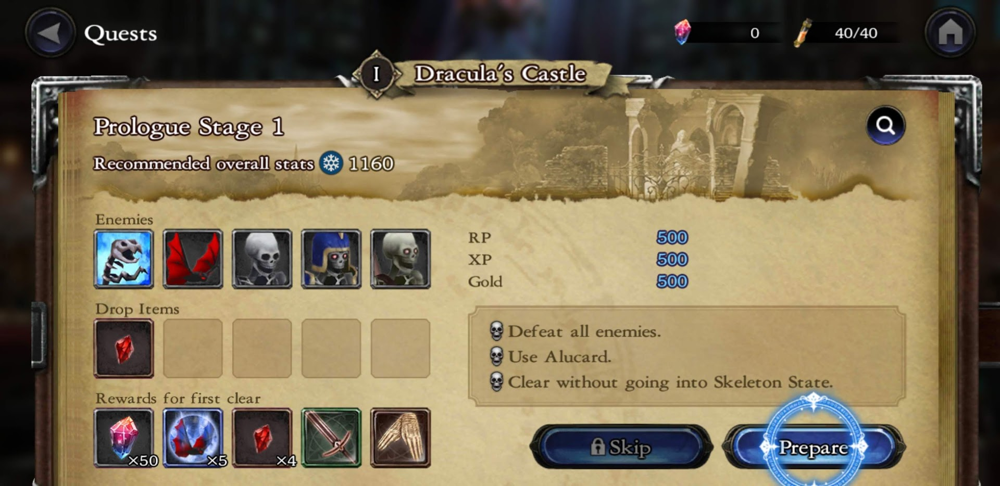 Quests
0
40/40
I
Dracula's Castle
Prologue Stage 1
Recommended overall stats 1160
Enemies
RP 500
XP 500
Gold 500
Drop Items
Defeat all enemies.
Use Alucard.
Clear without going into Skeleton State.
Rewards for first clear
×50
×5
×4
Skip
Prepare